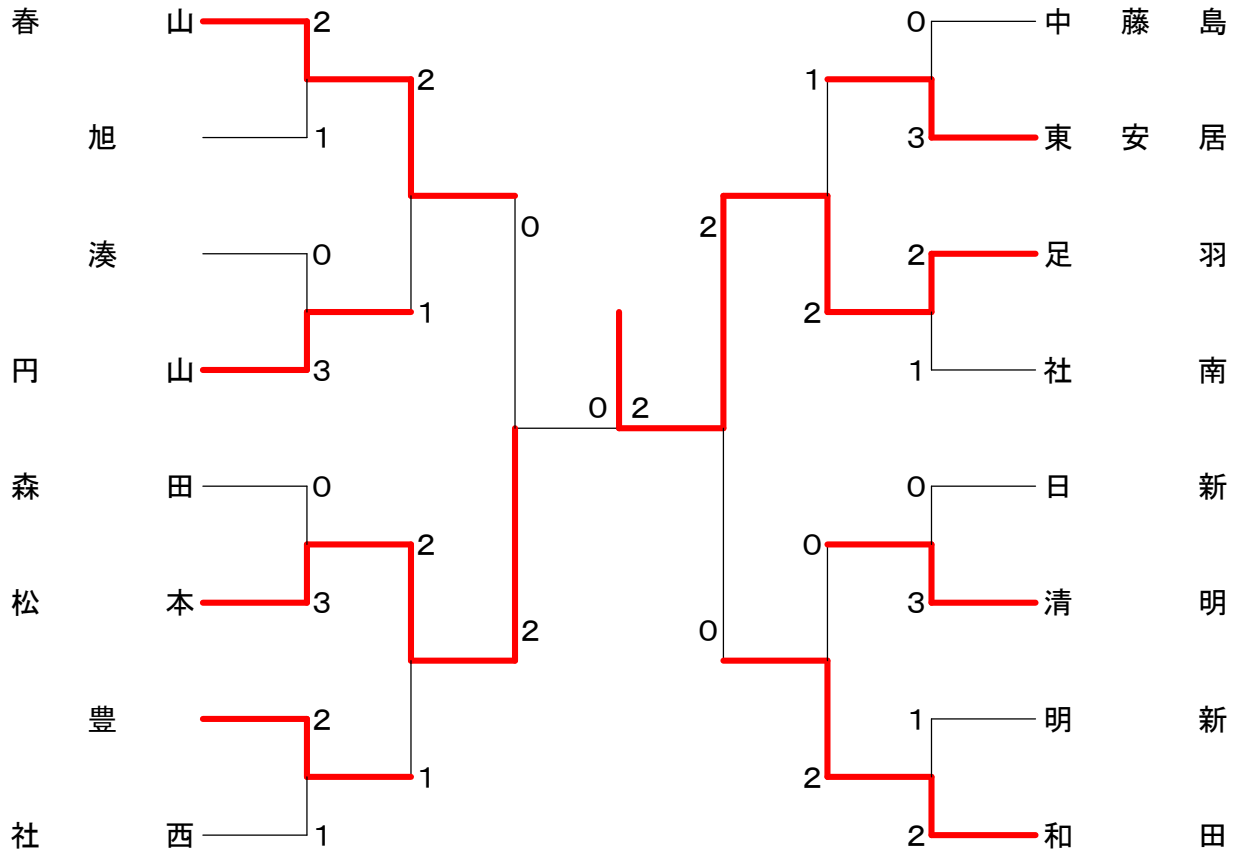 春山 2 0 中藤島
2 1
旭 1 3 東安居
0 2
湊 0 2 足羽
1 2
円山 3 1 社南
0 2
森田 0 0 日新
2 0
松本 3 3 清明
2 0
豊 2 1 明新
1 2
社西 1 2 和田